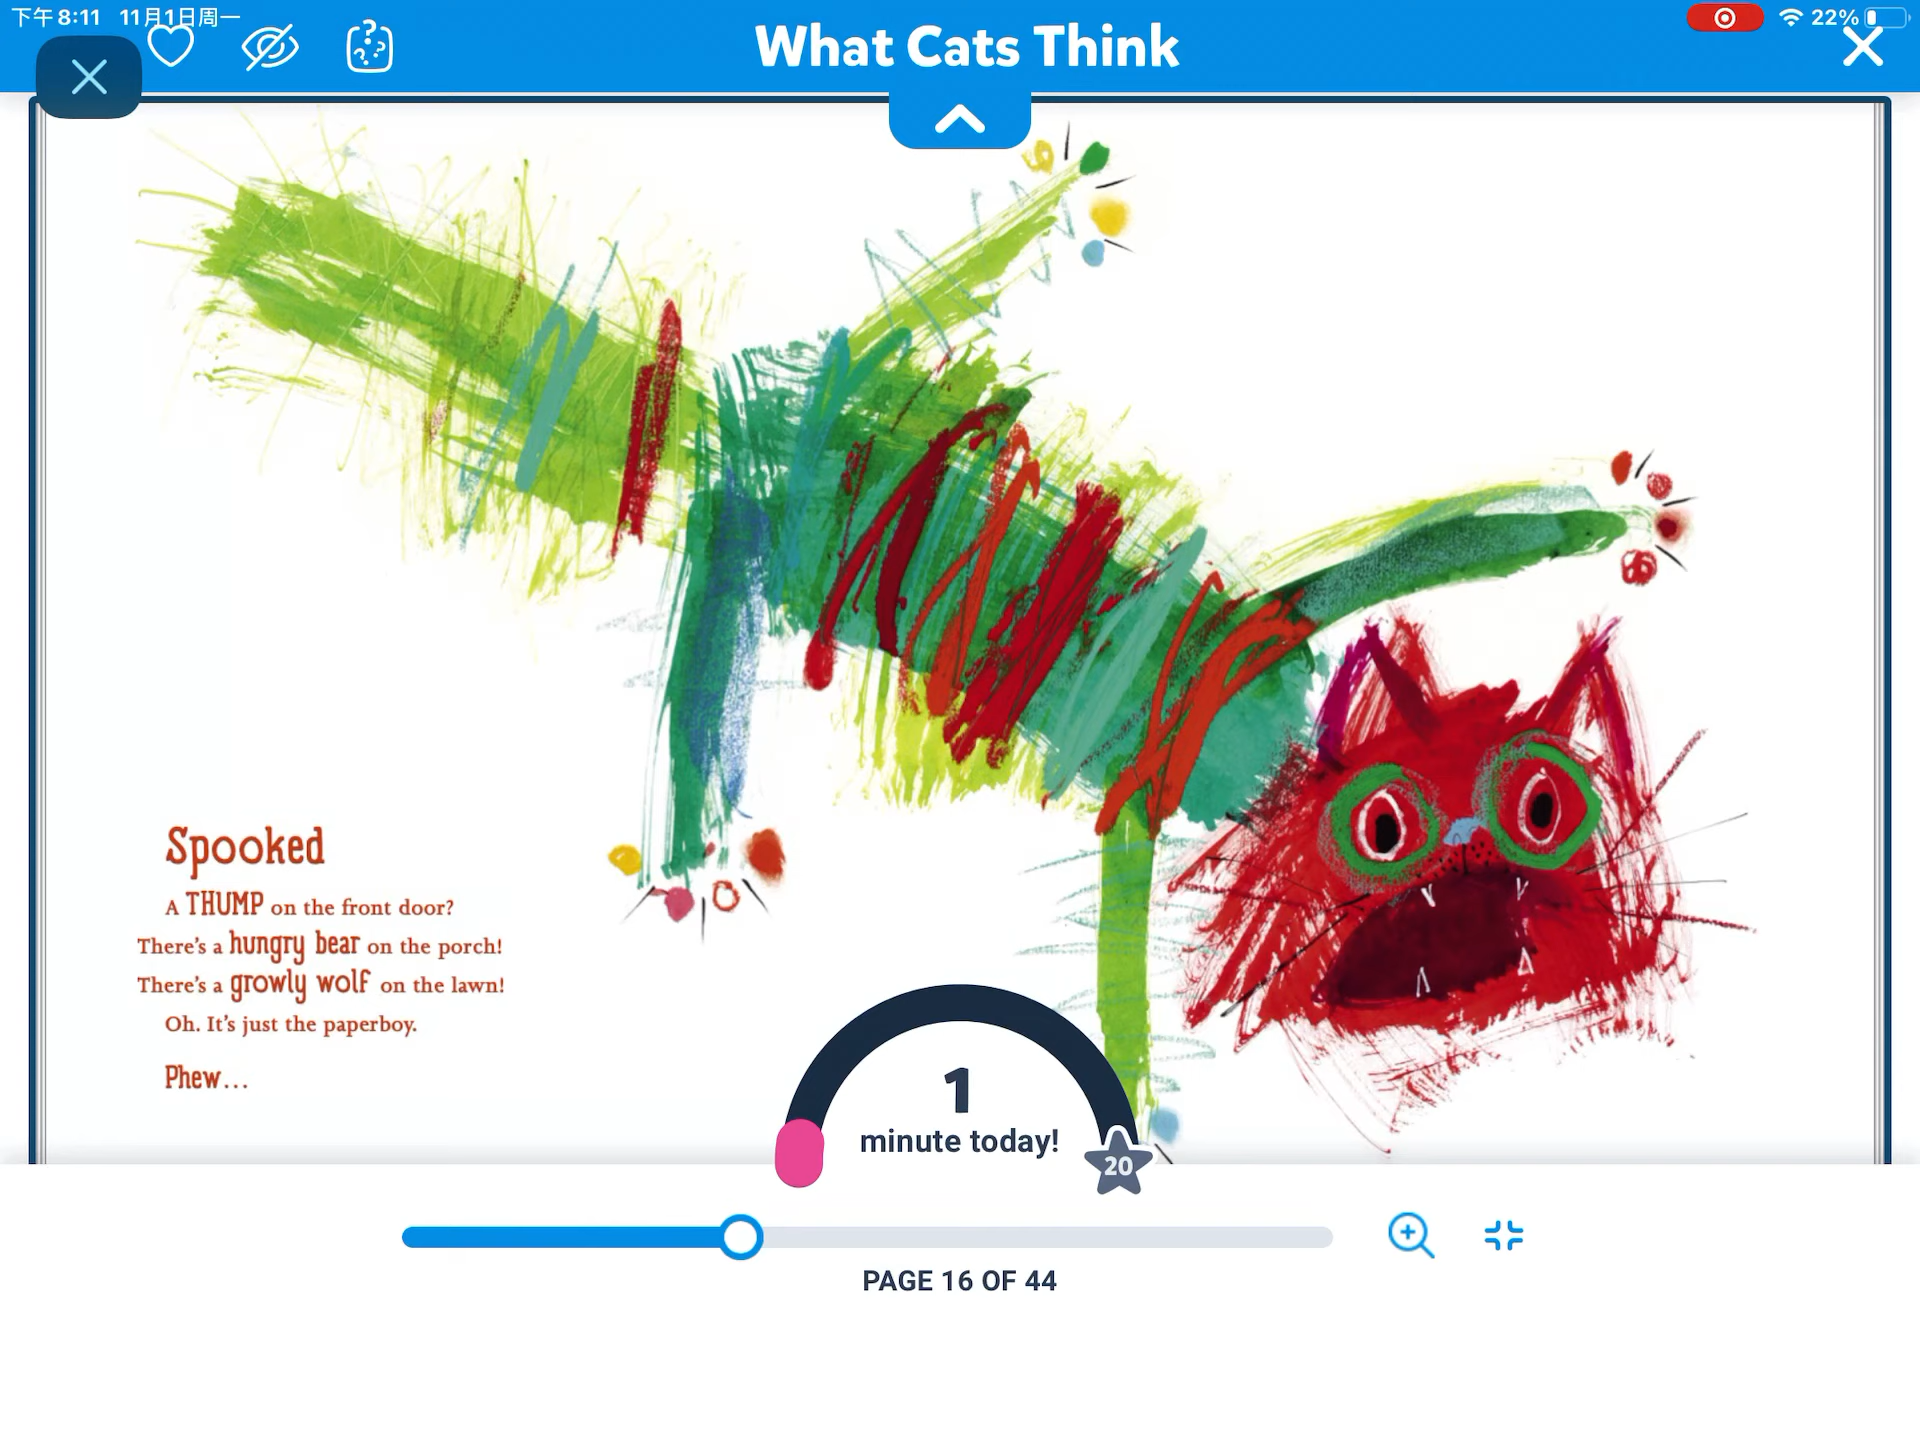 下午8:11 11月1日周一
22%
What Cats Think
Spooked
A THUMP on the front door?
There's a hungry bear on the porch!
There's a growly wolf on the lawn!
Oh. It's just the paperboy.
Phew...
1
minute today!
20
PAGE 16 OF 44